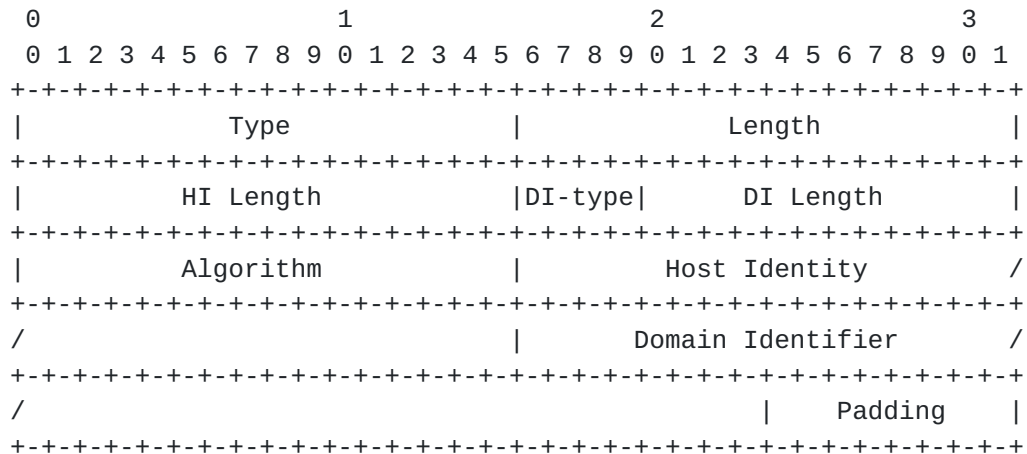 0                   1                   2                   3
 0 1 2 3 4 5 6 7 8 9 0 1 2 3 4 5 6 7 8 9 0 1 2 3 4 5 6 7 8 9 0 1
+-+-+-+-+-+-+-+-+-+-+-+-+-+-+-+-+-+-+-+-+-+-+-+-+-+-+-+-+-+-+-+-+
|             Type              |             Length            |
+-+-+-+-+-+-+-+-+-+-+-+-+-+-+-+-+-+-+-+-+-+-+-+-+-+-+-+-+-+-+-+-+
|          HI Length            |DI-type|      DI Length        |
+-+-+-+-+-+-+-+-+-+-+-+-+-+-+-+-+-+-+-+-+-+-+-+-+-+-+-+-+-+-+-+-+
|          Algorithm            |         Host Identity         /
+-+-+-+-+-+-+-+-+-+-+-+-+-+-+-+-+-+-+-+-+-+-+-+-+-+-+-+-+-+-+-+-+
/                               |       Domain Identifier       /
+-+-+-+-+-+-+-+-+-+-+-+-+-+-+-+-+-+-+-+-+-+-+-+-+-+-+-+-+-+-+-+-+
/                                               |    Padding    |
+-+-+-+-+-+-+-+-+-+-+-+-+-+-+-+-+-+-+-+-+-+-+-+-+-+-+-+-+-+-+-+-+